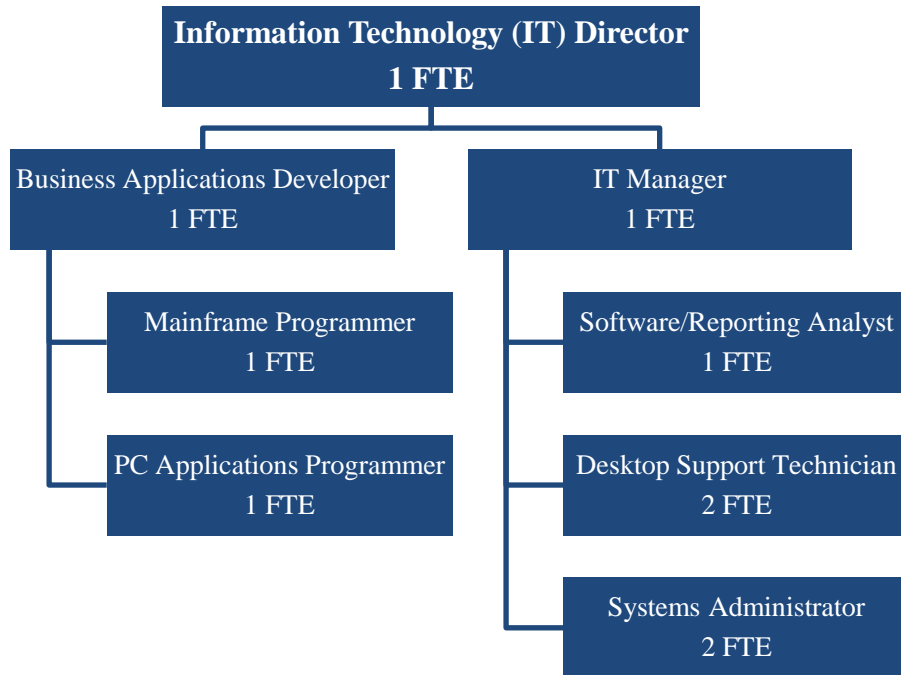 Information Technology (IT) Director
1 FTE
Business Applications Developer
1 FTE
IT Manager
1 FTE
Mainframe Programmer
1 FTE
Software/Reporting Analyst
1 FTE
PC Applications Programmer
1 FTE
Desktop Support Technician
2 FTE
Systems Administrator
2 FTE